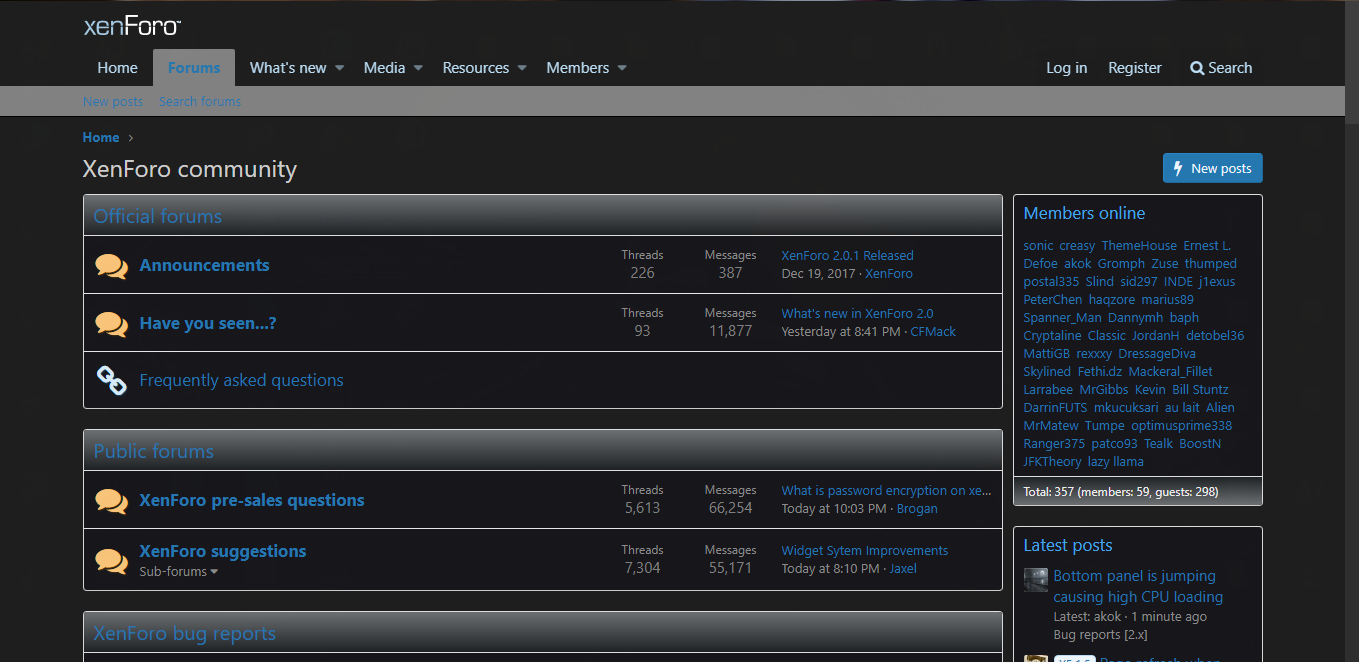 xenForo™
Home Forums What's new Media Resources Members Log in Register Search
New posts Search forums
Home
XenForo community
New posts
Official forums
Announcements
Threads
226
Messages
387
XenForo 2.0.1 Released
Dec 19, 2017 · XenForo
Have you seen...?
Threads
93
Messages
11,877
What's new in XenForo 2.0
Yesterday at 8:41 PM · CFMack
Frequently asked questions
Public forums
XenForo pre-sales questions
Threads
5,613
Messages
66,254
What is password encryption on xe...
Today at 10:03 PM · Brogan
XenForo suggestions
Sub-forums
Threads
7,304
Messages
55,171
Widget Sytem Improvements
Today at 8:10 PM · Jaxel
XenForo bug reports
Members online
sonic creasy ThemeHouse Ernest L.
Defoe akok Gromph Zuse thumped
postal335 Slind sid297 INDE j1exus
PeterChen haqzore marius89
Spanner_Man Dannymh baph
Cryptaline Classic JordanH detobel36
MattiGB rexxxy DressageDiva
Skylined Fethi.dz Mackeral_Fillet
Larrabee MrGibbs Kevin Bill Stuntz
DarrinFUTS mkucuksari au lait Alien
MrMatew Tumpe optimusprime338
Ranger375 patco93 Tealk BoostN
JFKTheory lazy llama
Total: 357 (members: 59, guests: 298)
Latest posts
Bottom panel is jumping
causing high CPU loading
Latest: akok · 1 minute ago
Bug reports [2.x]